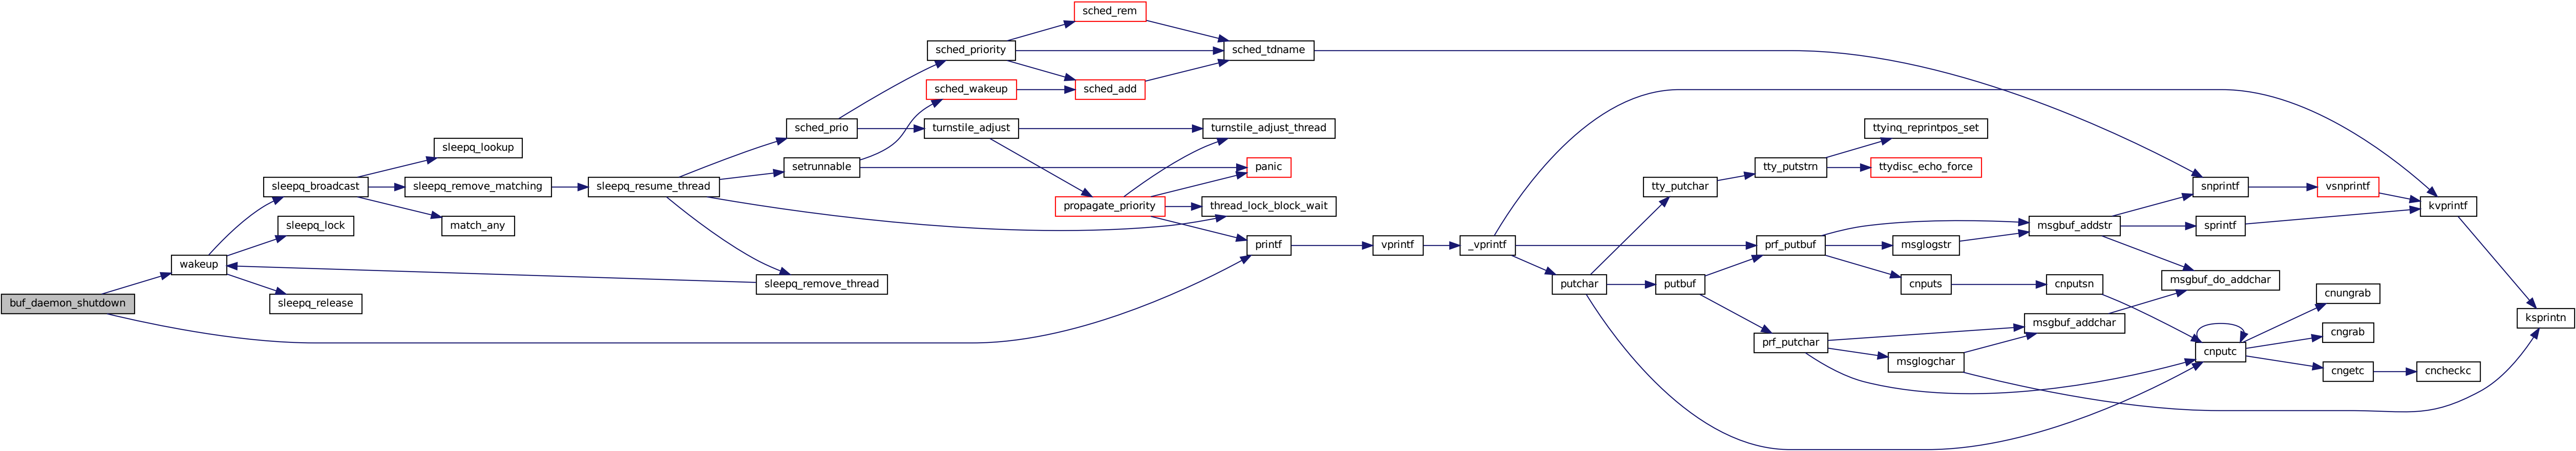 buf_daemon_shutdown
wakeup
sleepq_broadcast
sleepq_lock
sleepq_release
sleepq_lookup
sleepq_remove_matching
match_any
sleepq_resume_thread
sched_prio
setrunnable
sleepq_remove_thread
sched_priority
sched_wakeup
turnstile_adjust
sched_rem
sched_add
propagate_priority
sched_tdname
turnstile_adjust_thread
panic
thread_lock_block_wait
printf
vprintf
_vprintf
putchar
tty_putchar
putbuf
tty_putstrn
prf_putbuf
prf_putchar
ttyinq_reprintpos_set
ttydisc_echo_force
msglogstr
cnputs
msglogchar
msgbuf_addstr
cnputsn
msgbuf_addchar
snprintf
sprintf
msgbuf_do_addchar
cnputc
vsnprintf
cnungrab
cngrab
cngetc
kvprintf
cncheckc
ksprintn